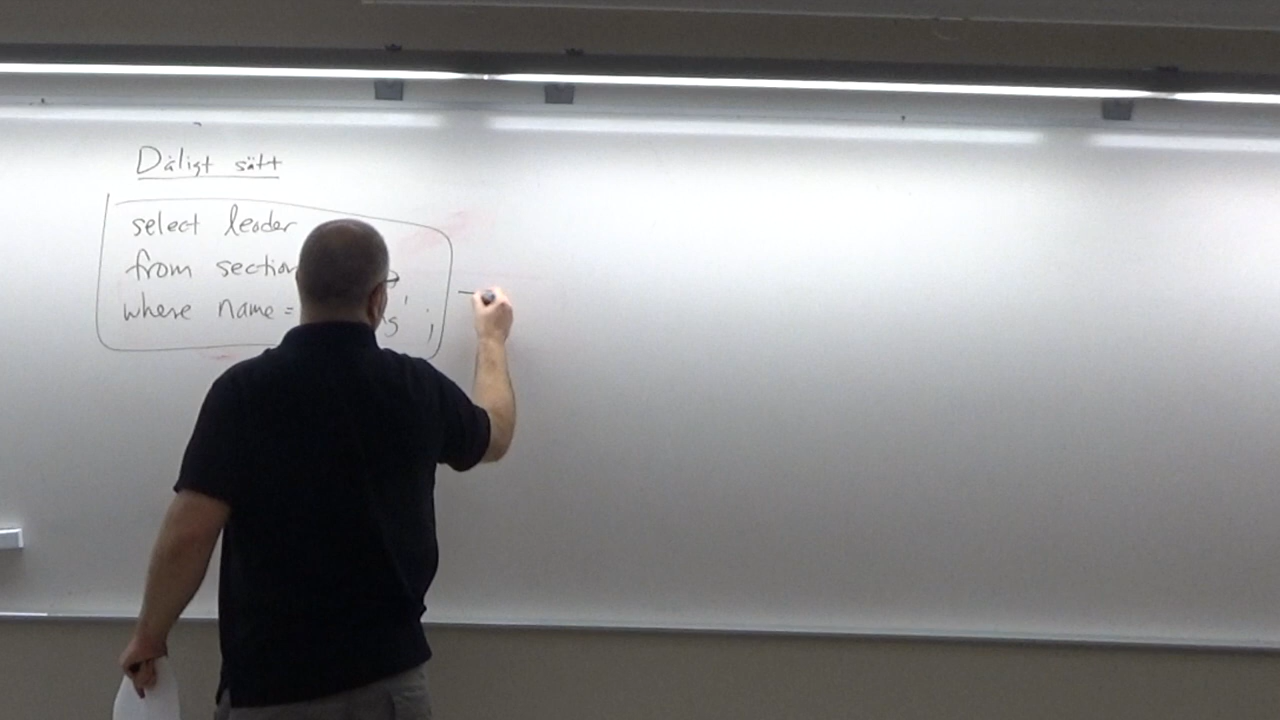 Dåligt sätt
select leader
from section
where name = ' ;